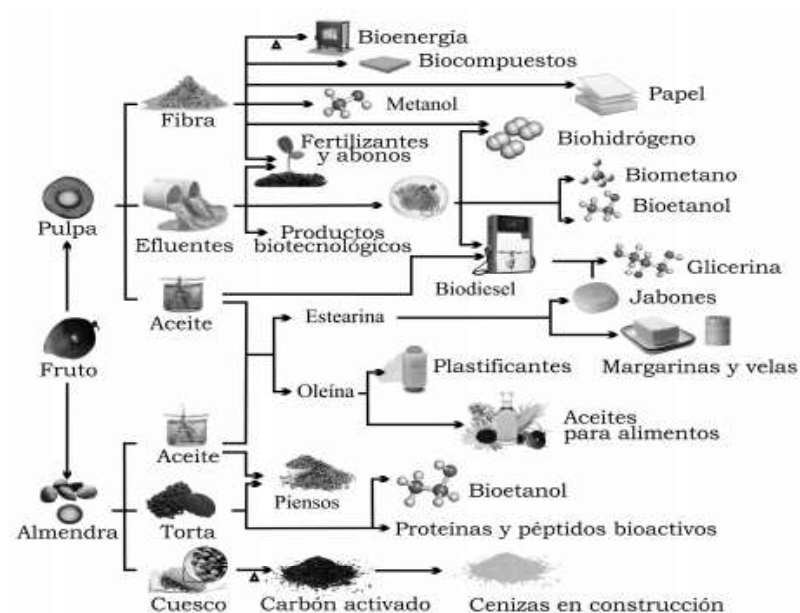 Bioenergía
Δ
Biocompuestos
Papel
Metanol
Fibra
Biohidrógeno
Fertilizantes
y abonos
Biometano
Bioetanol
Pulpa
Efluentes
Productos
biotecnológicos
Glicerina
Biodiesel
Jabones
Aceite
Estearina
Margarinas y velas
Fruto
Plastificantes
Oleína
Aceites
para alimentos
Aceite
Piensos
Bioetanol
Almendra
Torta
Proteínas y péptidos bioactivos
Δ
Cuesco
Carbón activado
Cenizas en construcción